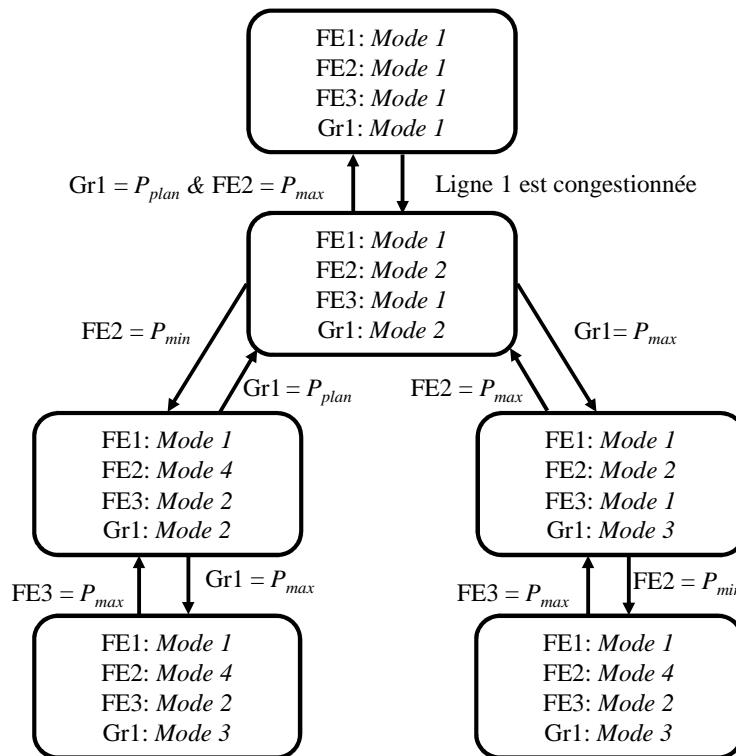 FE1: Mode 1
FE2: Mode 1
FE3: Mode 1
Gr1: Mode 1
Gr1 = Pplan & FE2 = Pmax
Ligne 1 est congestionnée
FE1: Mode 1
FE2: Mode 2
FE3: Mode 1
Gr1: Mode 2
FE2 = Pmin
Gr1 = Pplan
Gr1= Pmax
FE2 = Pmax
FE1: Mode 1
FE2: Mode 4
FE3: Mode 2
Gr1: Mode 2
FE1: Mode 1
FE2: Mode 2
FE3: Mode 1
Gr1: Mode 3
FE3 = Pmax
Gr1 = Pmax
FE3 = Pmax
FE2 = Pmin
FE1: Mode 1
FE2: Mode 4
FE3: Mode 2
Gr1: Mode 3
FE1: Mode 1
FE2: Mode 4
FE3: Mode 2
Gr1: Mode 3